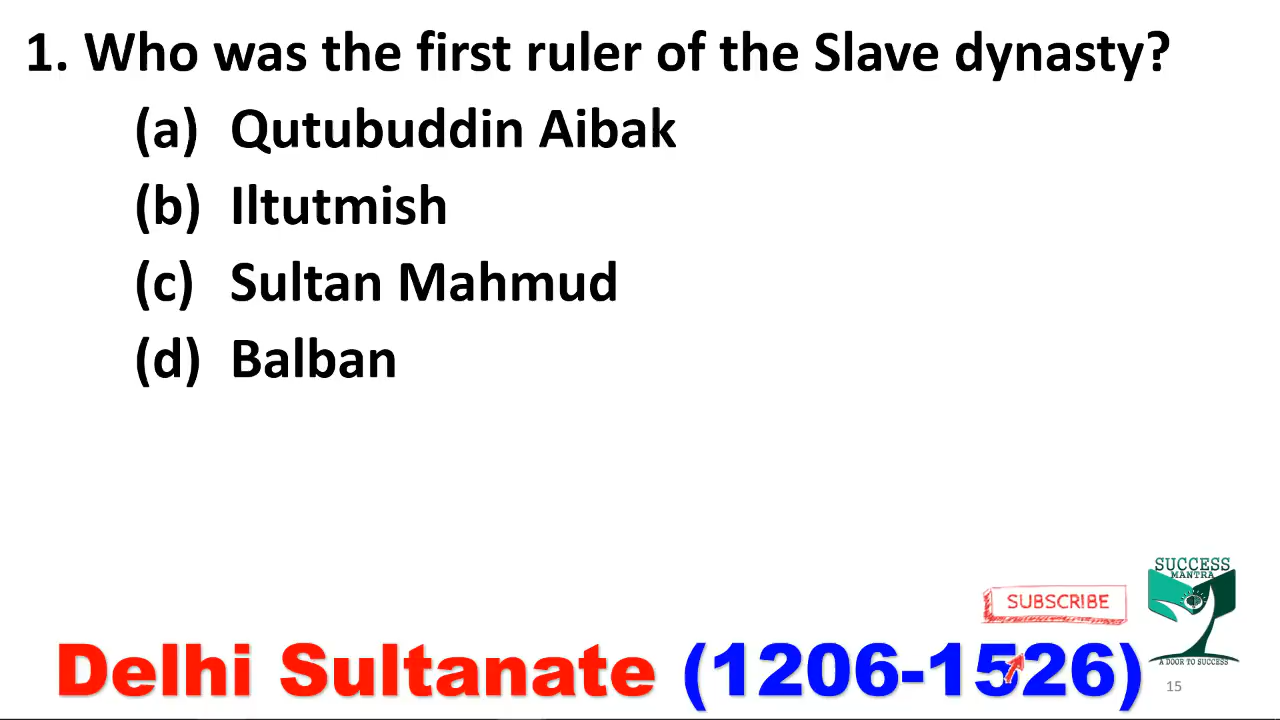 1. Who was the first ruler of the Slave dynasty?
(a) Qutubuddin Aibak
(b) Iltutmish
(c) Sultan Mahmud
(d) Balban
SUCCESS
MANTRA
SUBSCRIBE
A DOOR TO SUCCESS
Delhi Sultanate (1206-1526)
15